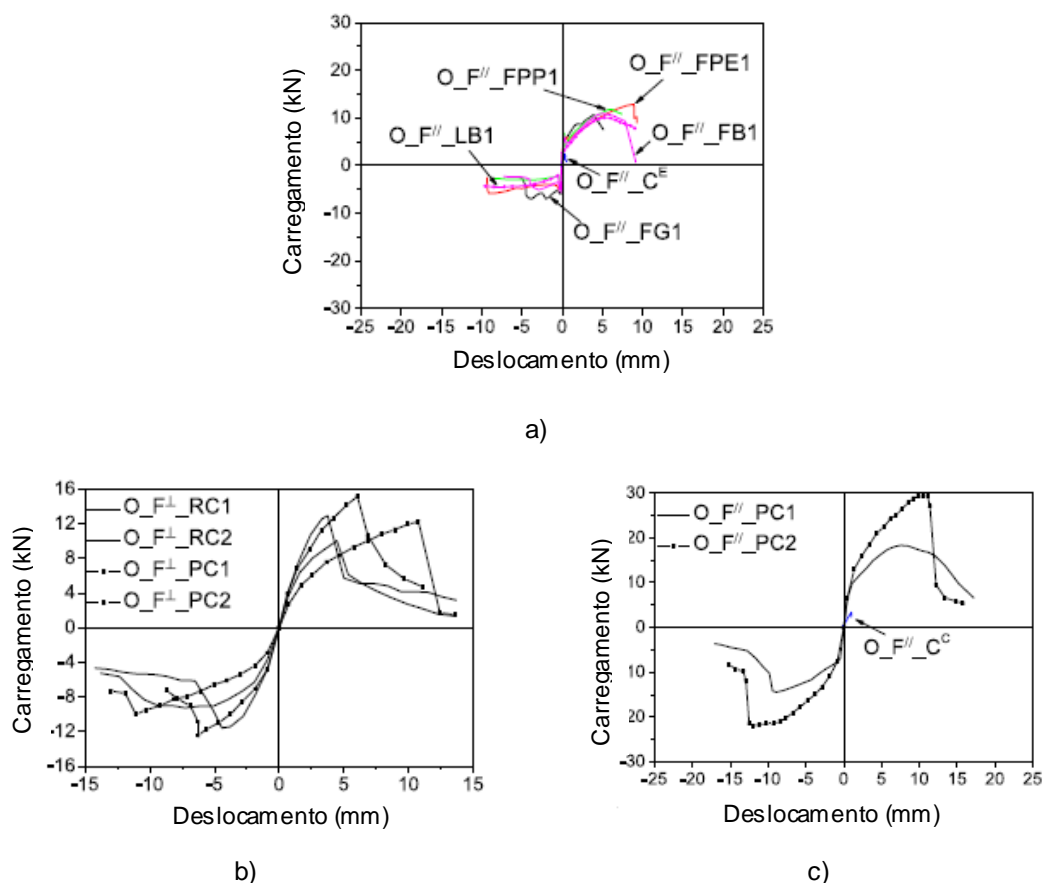 30
20
10
0
-10
-20
-30
-25 -20 -15 -10 -5 0 5 10 15 20 25
Carregamento (kN)
Deslocamento (mm)
O_F//_FPP1
O_F//_FPE1
O_F//_LB1
O_F//_FB1
O_F//_C^E
O_F//_FG1
a)
16
12
8
4
0
-4
-8
-12
-16
-15 -10 -5 0 5 10 15
Carregamento (kN)
Deslocamento (mm)
O_F⊥_RC1
O_F⊥_RC2
O_F⊥_PC1
O_F⊥_PC2
b)
30
20
10
0
10
20
30
-25 -20 -15 -10 -5 0 5 10 15 20 25
Carregamento (kN)
Deslocamento (mm)
O_F//_PC1
O_F//_PC2
O_F//_C^C
c)